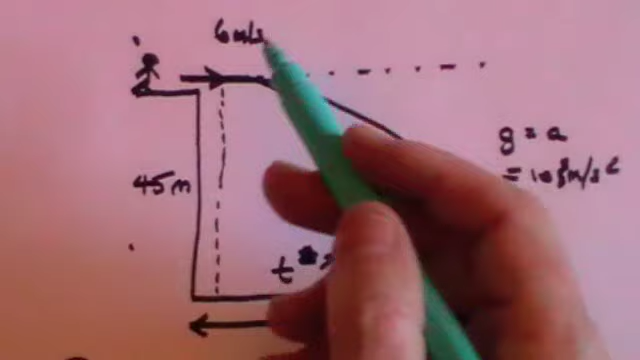 6m/s
g = a
= 10 m/s²
45m
t =